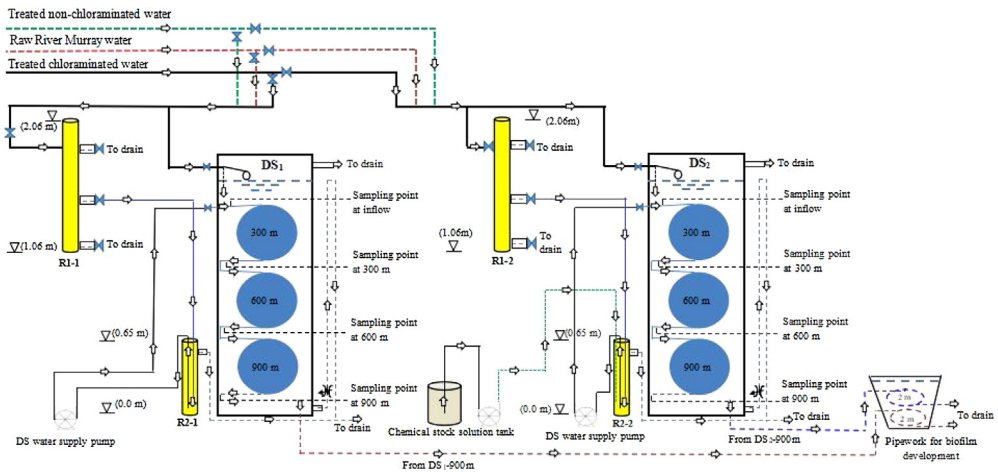 Treated non-chloraminated water
Raw River Murray water
Treated chloraminated water
(2.06 m)
To drain
To drain
(1.06 m)
R1-1
DS1
To drain
Sampling point
at inflow
300 m
Sampling point
at 300 m
600 m
Sampling point
at 600 m
900 m
Sampling point
at 900 m
To drain
(0.65 m)
(0.0 m)
DS water supply pump
R2-1
Chemical stock solution tank
(2.06m)
To drain
To
drain
(1.06m)
R1-2
DS2
To drain
Sampling point
at inflow
300 m
Sampling point
at 300 m
600 m
Sampling point
at 600 m
900 m
Sampling point
at 900 m
To drain
(0.65 m)
(0.0 m)
DS water supply pump
R2-2
From DS2-900m
From DS1-900m
2 m
2 m
To drain
Pipework for biofilm
development